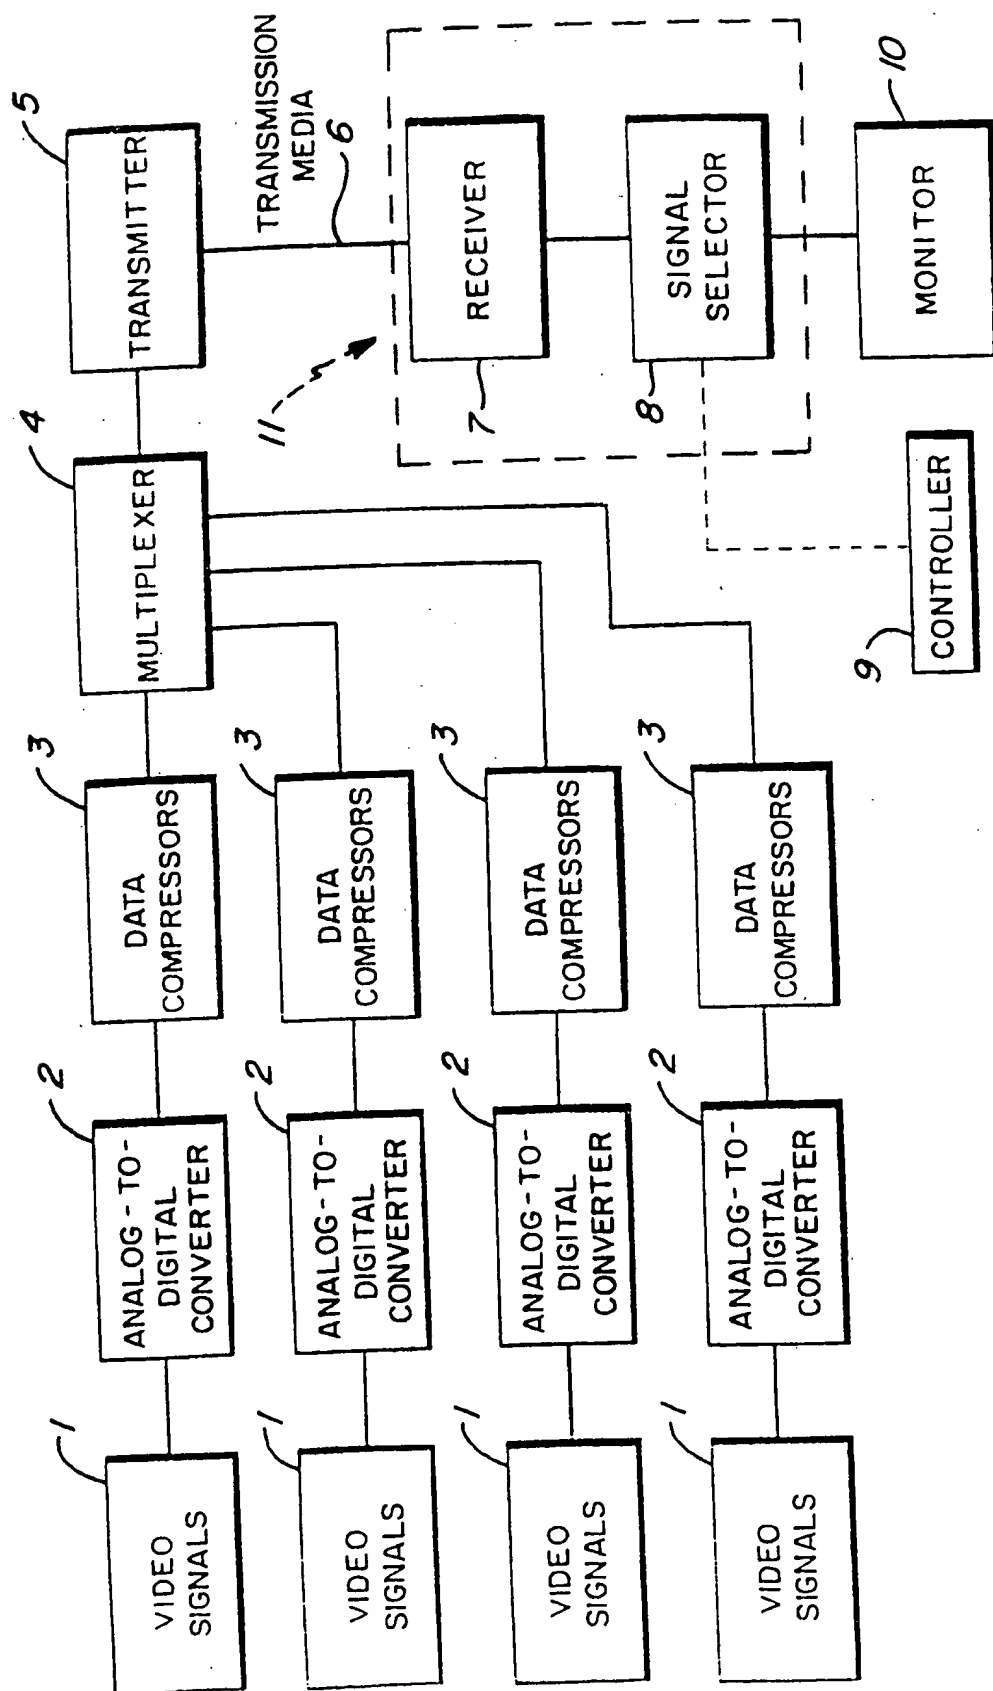 VIDEO
SIGNALS
1
ANALOG-TO-
DIGITAL
CONVERTER
2
DATA
COMPRESSORS
3
MULTIPLEXER
4
TRANSMITTER
5
VIDEO
SIGNALS
1
ANALOG-TO-
DIGITAL
CONVERTER
2
DATA
COMPRESSORS
3
VIDEO
SIGNALS
1
ANALOG-TO-
DIGITAL
CONVERTER
2
DATA
COMPRESSORS
3
VIDEO
SIGNALS
1
ANALOG-TO-
DIGITAL
CONVERTER
2
DATA
COMPRESSORS
3
TRANSMISSION
MEDIA
6
11
RECEIVER
7
SIGNAL
SELECTOR
8
CONTROLLER
9
MONITOR
10